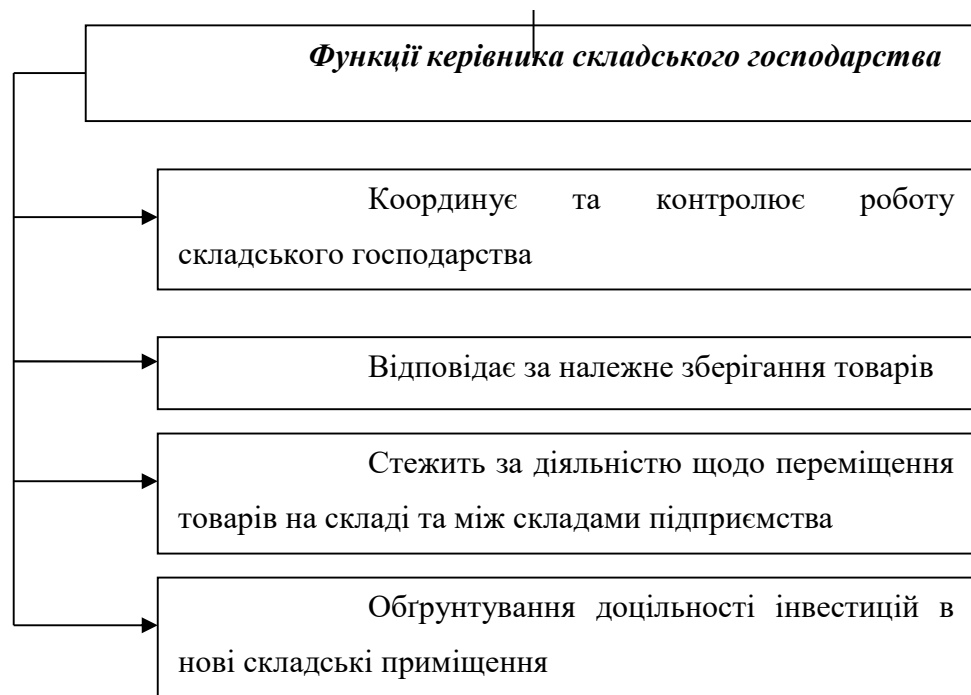 Функції керівника складського господарства
Координує та контролює роботу
складського господарства
Відповідає за належне зберігання товарів
Стежить за діяльністю щодо переміщення
товарів на складі та між складами підприємства
Обґрунтування доцільності інвестицій в
нові складські приміщення